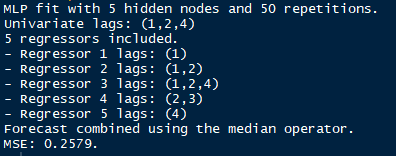 MLP fit with 5 hidden nodes and 50 repetitions.
Univariate lags: (1,2,4)
5 regressors included.
- Regressor 1 lags: (1)
- Regressor 2 lags: (1,2)
- Regressor 3 lags: (1,2,4)
- Regressor 4 lags: (2,3)
- Regressor 5 lags: (4)
Forecast combined using the median operator.
MSE: 0.2579.